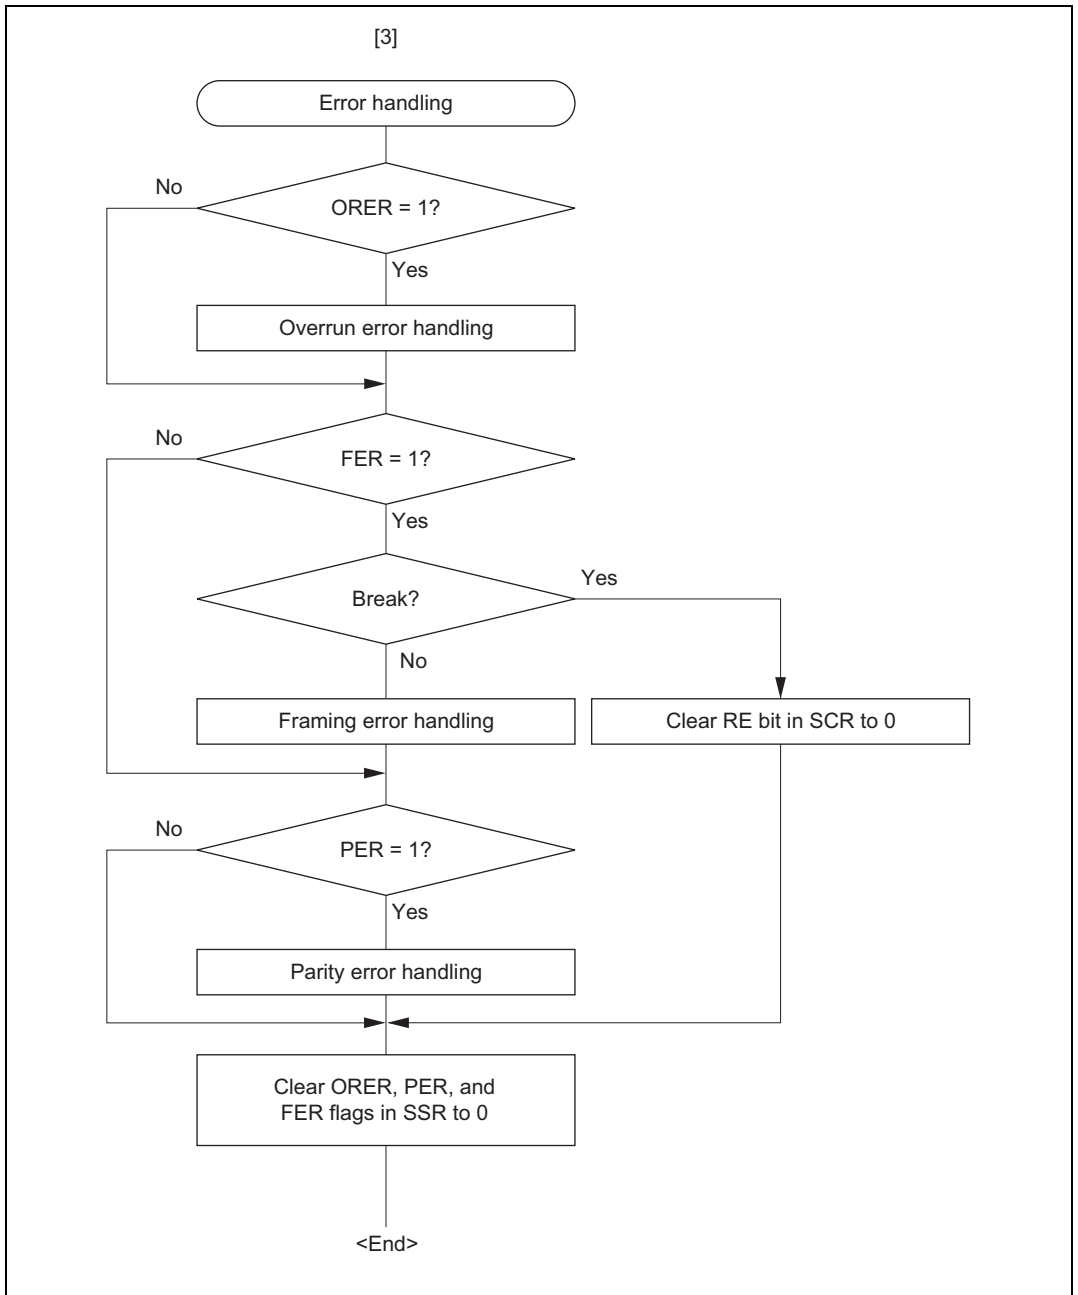 [3]
Error handling
No
ORER = 1?
Yes
Overrun error handling
No
FER = 1?
Yes
Break?
Yes
No
Framing error handling
Clear RE bit in SCR to 0
No
PER = 1?
Yes
Parity error handling
Clear ORER, PER, and
FER flags in SSR to 0
<End>